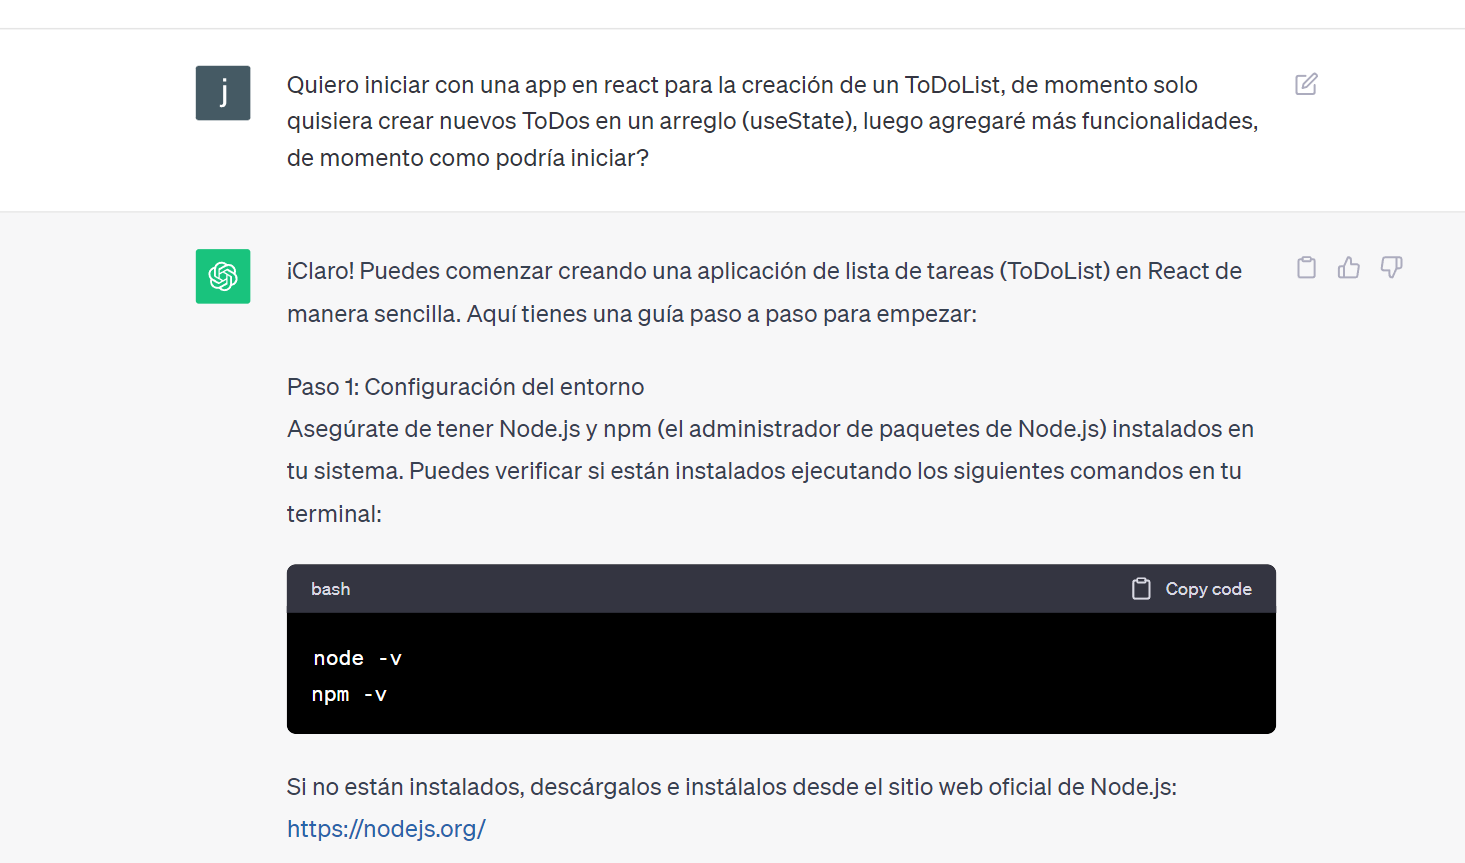 j
Quiero iniciar con una app en react para la creación de un ToDoList, de momento solo
quisiera crear nuevos ToDos en un arreglo (useState), luego agregaré más funcionalidades,
de momento como podría iniciar?
¡Claro! Puedes comenzar creando una aplicación de lista de tareas (ToDoList) en React de
manera sencilla. Aquí tienes una guía paso a paso para empezar:
Paso 1: Configuración del entorno
Asegúrate de tener Node.js y npm (el administrador de paquetes de Node.js) instalados en
tu sistema. Puedes verificar si están instalados ejecutando los siguientes comandos en tu
terminal:
bash Copy code
node -v
npm -v
Si no están instalados, descárgalos e instálalos desde el sitio web oficial de Node.js:
https://nodejs.org/